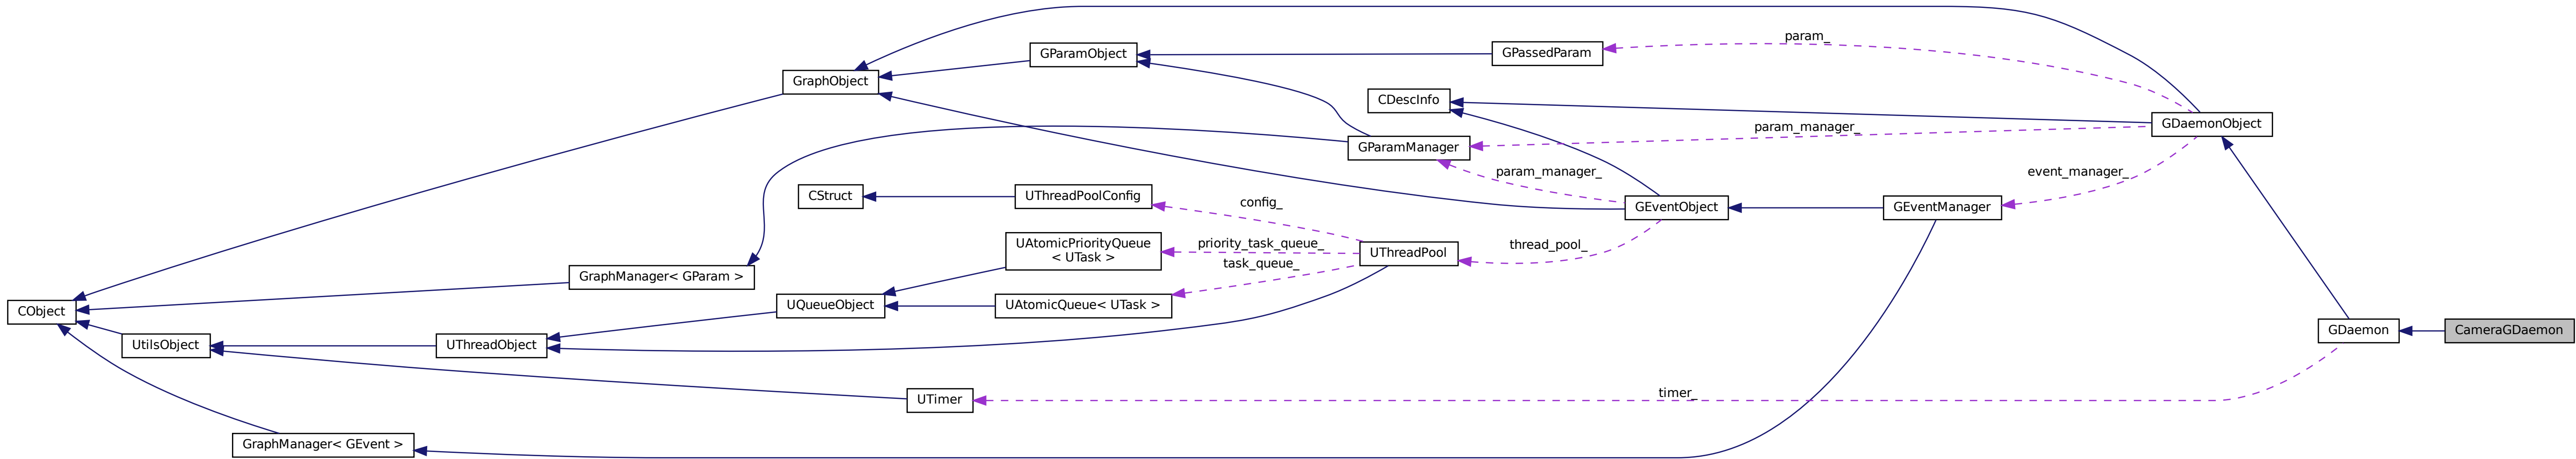 GParamObject
GPassedParam
param_
GraphObject
CDescInfo
GDaemonObject
param_manager_
GParamManager
param_manager_
event_manager_
CStruct
UThreadPoolConfig
config_
GEventObject
GEventManager
UAtomicPriorityQueue
< UTask >
priority_task_queue_
thread_pool_
UThreadPool
task_queue_
GraphManager< GParam >
CObject
UQueueObject
UAtomicQueue< UTask >
UtilsObject
UThreadObject
GDaemon
CameraGDaemon
UTimer
timer_
GraphManager< GEvent >